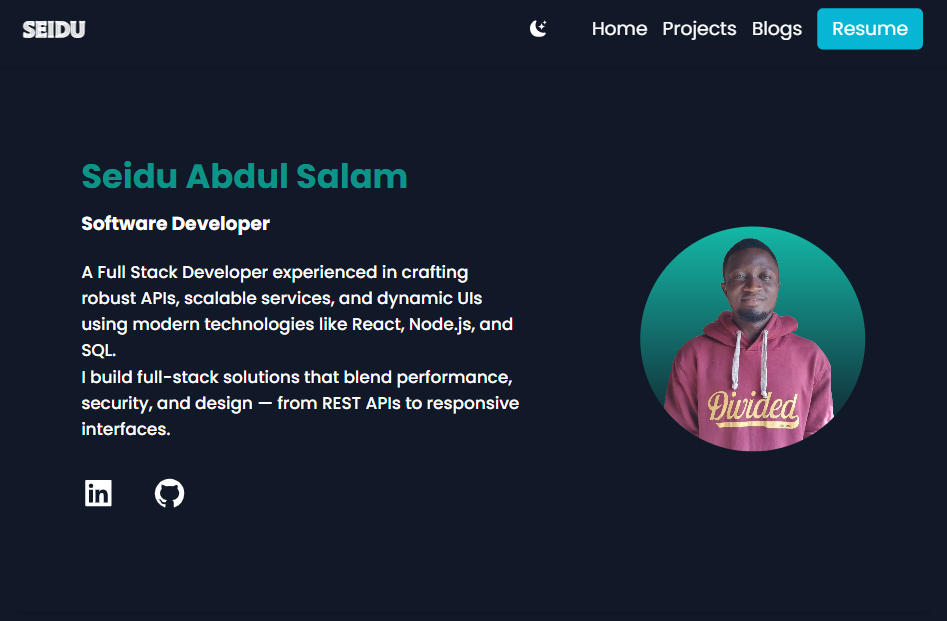 SEIDU
Home Projects Blogs Resume
Seidu Abdul Salam
Software Developer
A Full Stack Developer experienced in crafting
robust APIs, scalable services, and dynamic UIs
using modern technologies like React, Node.js, and
SQL.
I build full-stack solutions that blend performance,
security, and design — from REST APIs to responsive
interfaces.
in
Divided